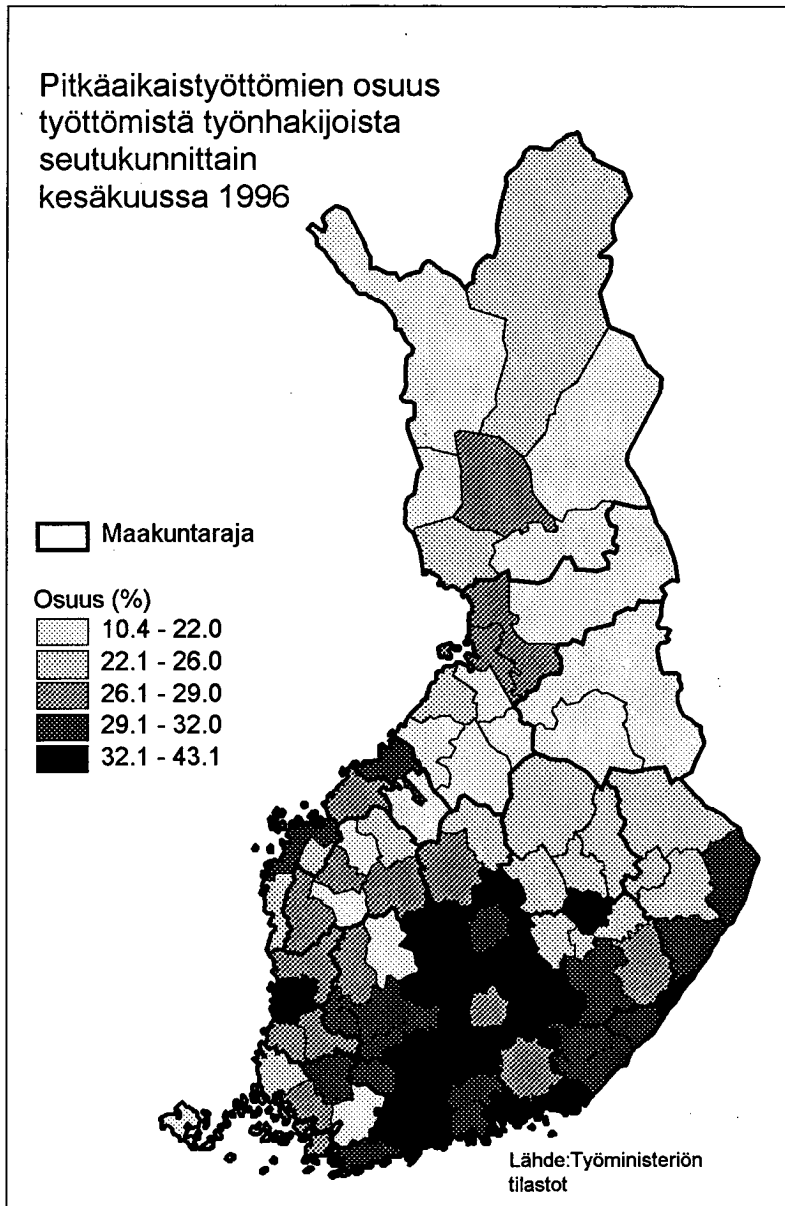 Pitkäaikaistyöttömien osuus
työttömistä työnhakijoista
seutukunnittain
kesäkuussa 1996
Maakuntaraja
Osuus (%)
10.4 - 22.0
22.1 - 26.0
26.1 - 29.0
29.1 - 32.0
32.1 - 43.1
Lähde:Työministeriön
tilastot